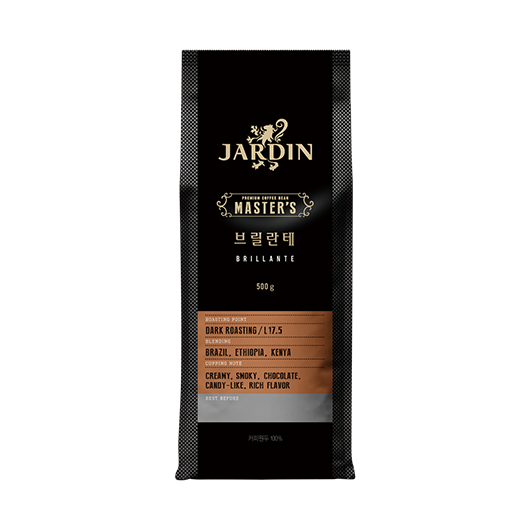 JARDIN
PREMIUM COFFEE BEAN
MASTER'S
브릴란테
BRILLANTE
500 g
ROASTING POINT
DARK ROASTING / L17.5
BLENDING
BRAZIL, ETHIOPIA, KENYA
CUPPING NOTE
CREAMY, SMOKY, CHOCOLATE,
CANDY-LIKE, RICH FLAVOR
BEST BEFORE
커피원두 100%